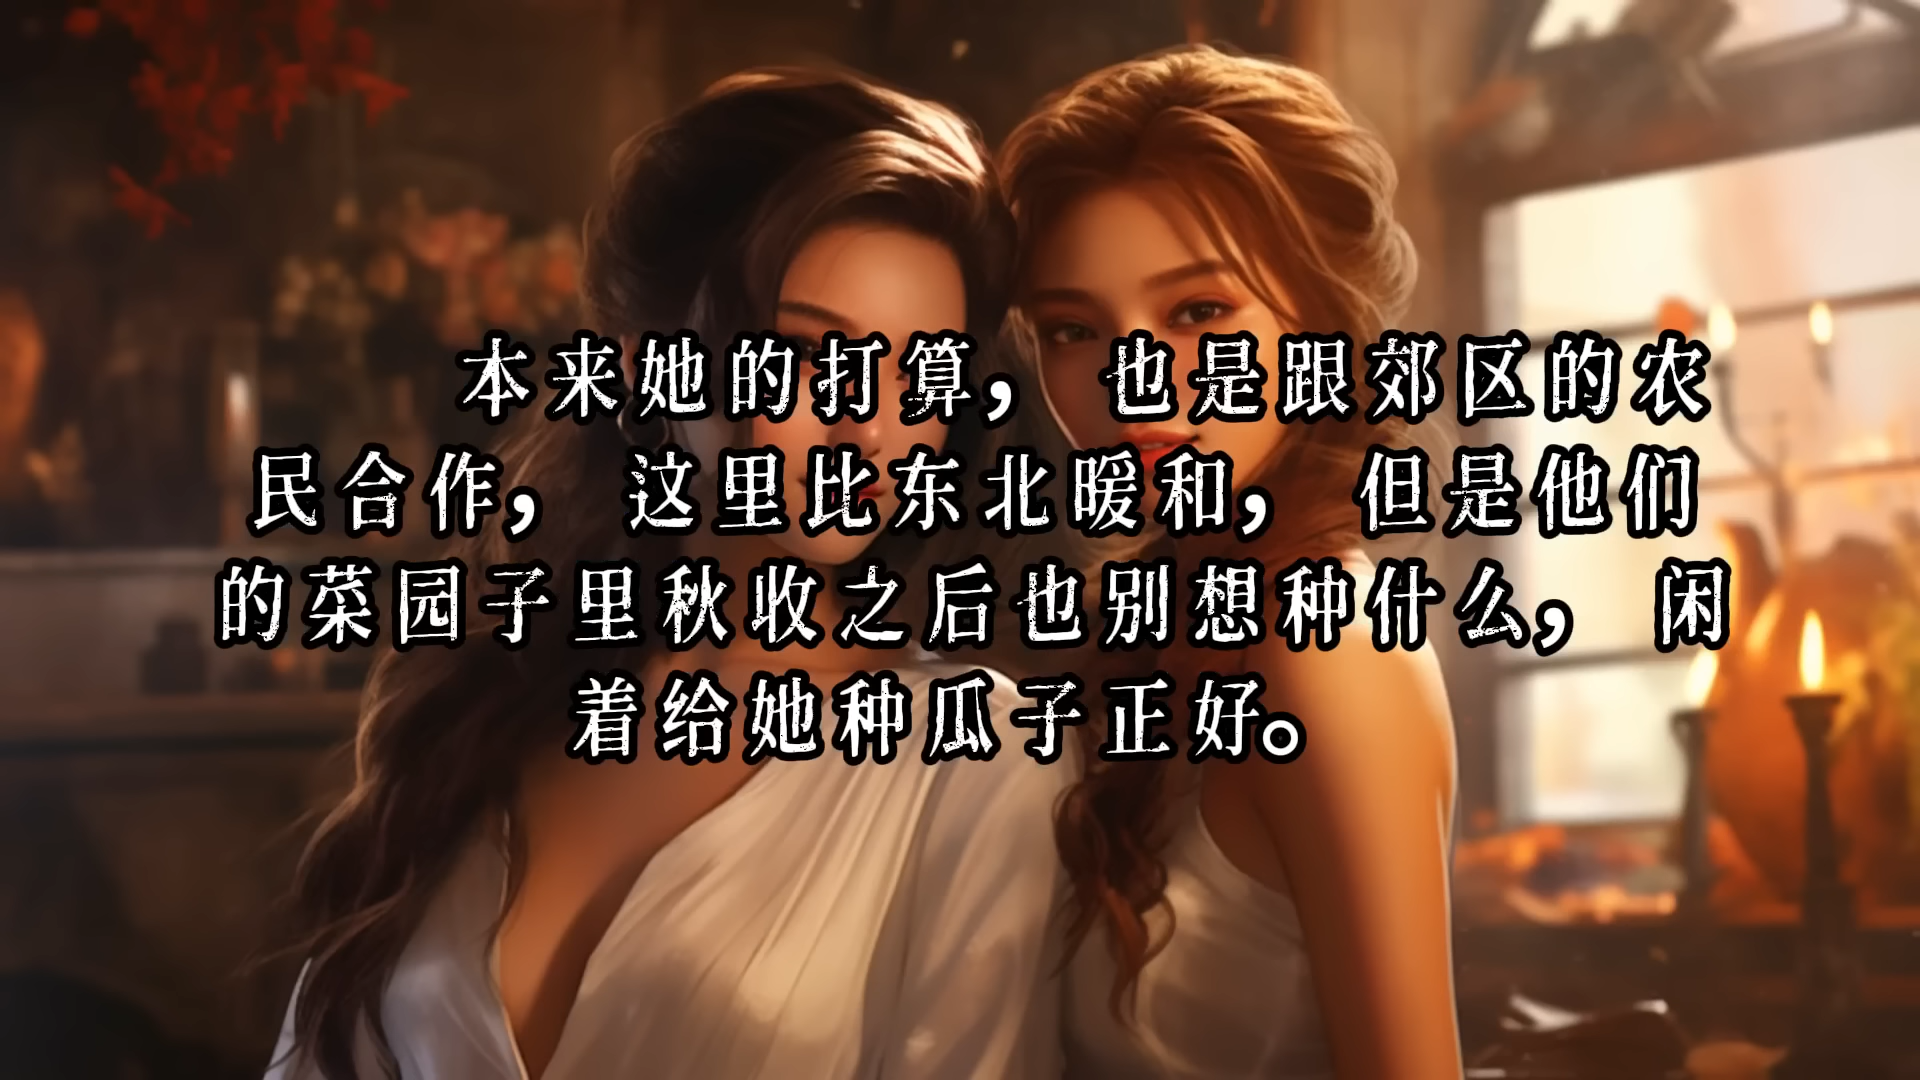 本来她的打算，也是跟郊区的农
民合作，这里比东北暖和，但是他们
的菜园子里秋收之后也别想种什么，闲
着给她种瓜子正好。